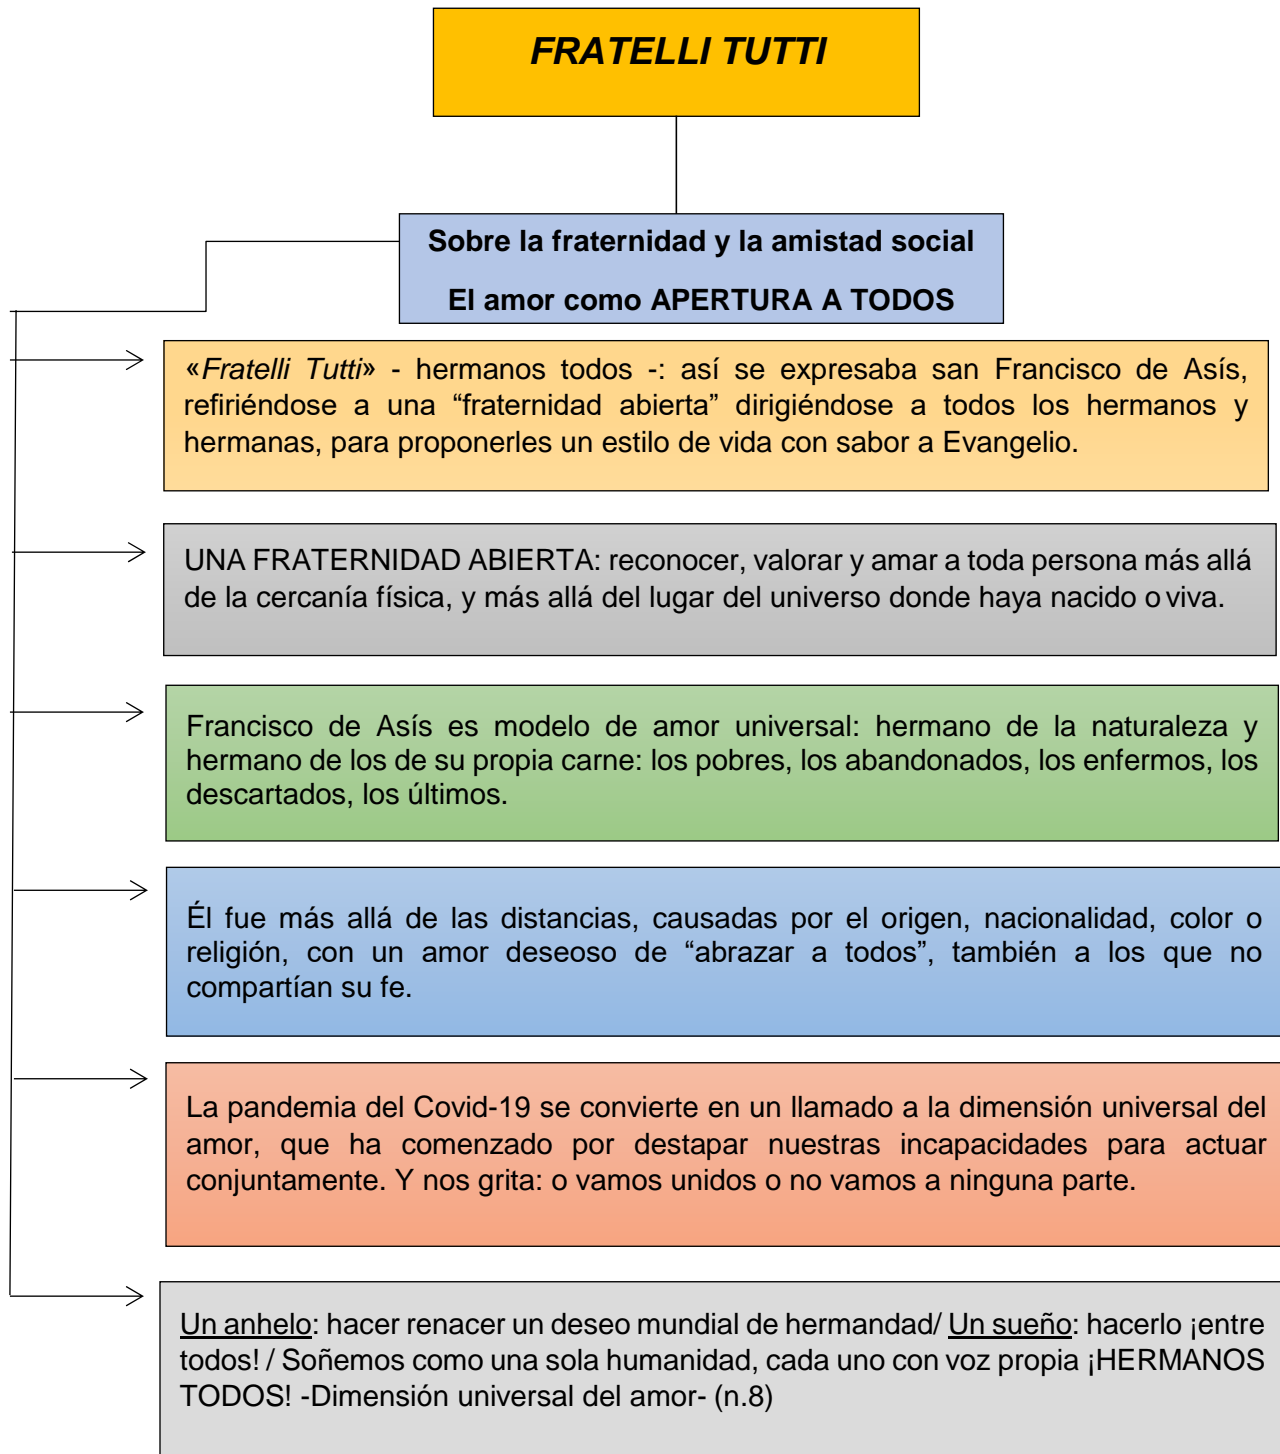 FRATELLI TUTTI
Sobre la fraternidad y la amistad social
El amor como APERTURA A TODOS
«Fratelli Tutti» - hermanos todos -: así se expresaba san Francisco de Asís,
refiriéndose a una “fraternidad abierta” dirigiéndose a todos los hermanos y
hermanas, para proponerles un estilo de vida con sabor a Evangelio.
UNA FRATERNIDAD ABIERTA: reconocer, valorar y amar a toda persona más allá
de la cercanía física, y más allá del lugar del universo donde haya nacido o viva.
Francisco de Asís es modelo de amor universal: hermano de la naturaleza y
hermano de los de su propia carne: los pobres, los abandonados, los enfermos, los
descartados, los últimos.
Él fue más allá de las distancias, causadas por el origen, nacionalidad, color o
religión, con un amor deseoso de “abrazar a todos”, también a los que no
compartían su fe.
La pandemia del Covid-19 se convierte en un llamado a la dimensión universal del
amor, que ha comenzado por destapar nuestras incapacidades para actuar
conjuntamente. Y nos grita: o vamos unidos o no vamos a ninguna parte.
Un anhelo: hacer renacer un deseo mundial de hermandad/ Un sueño: hacerlo ¡entre
todos! / Soñemos como una sola humanidad, cada uno con voz propia ¡HERMANOS
TODOS! -Dimensión universal del amor- (n.8)